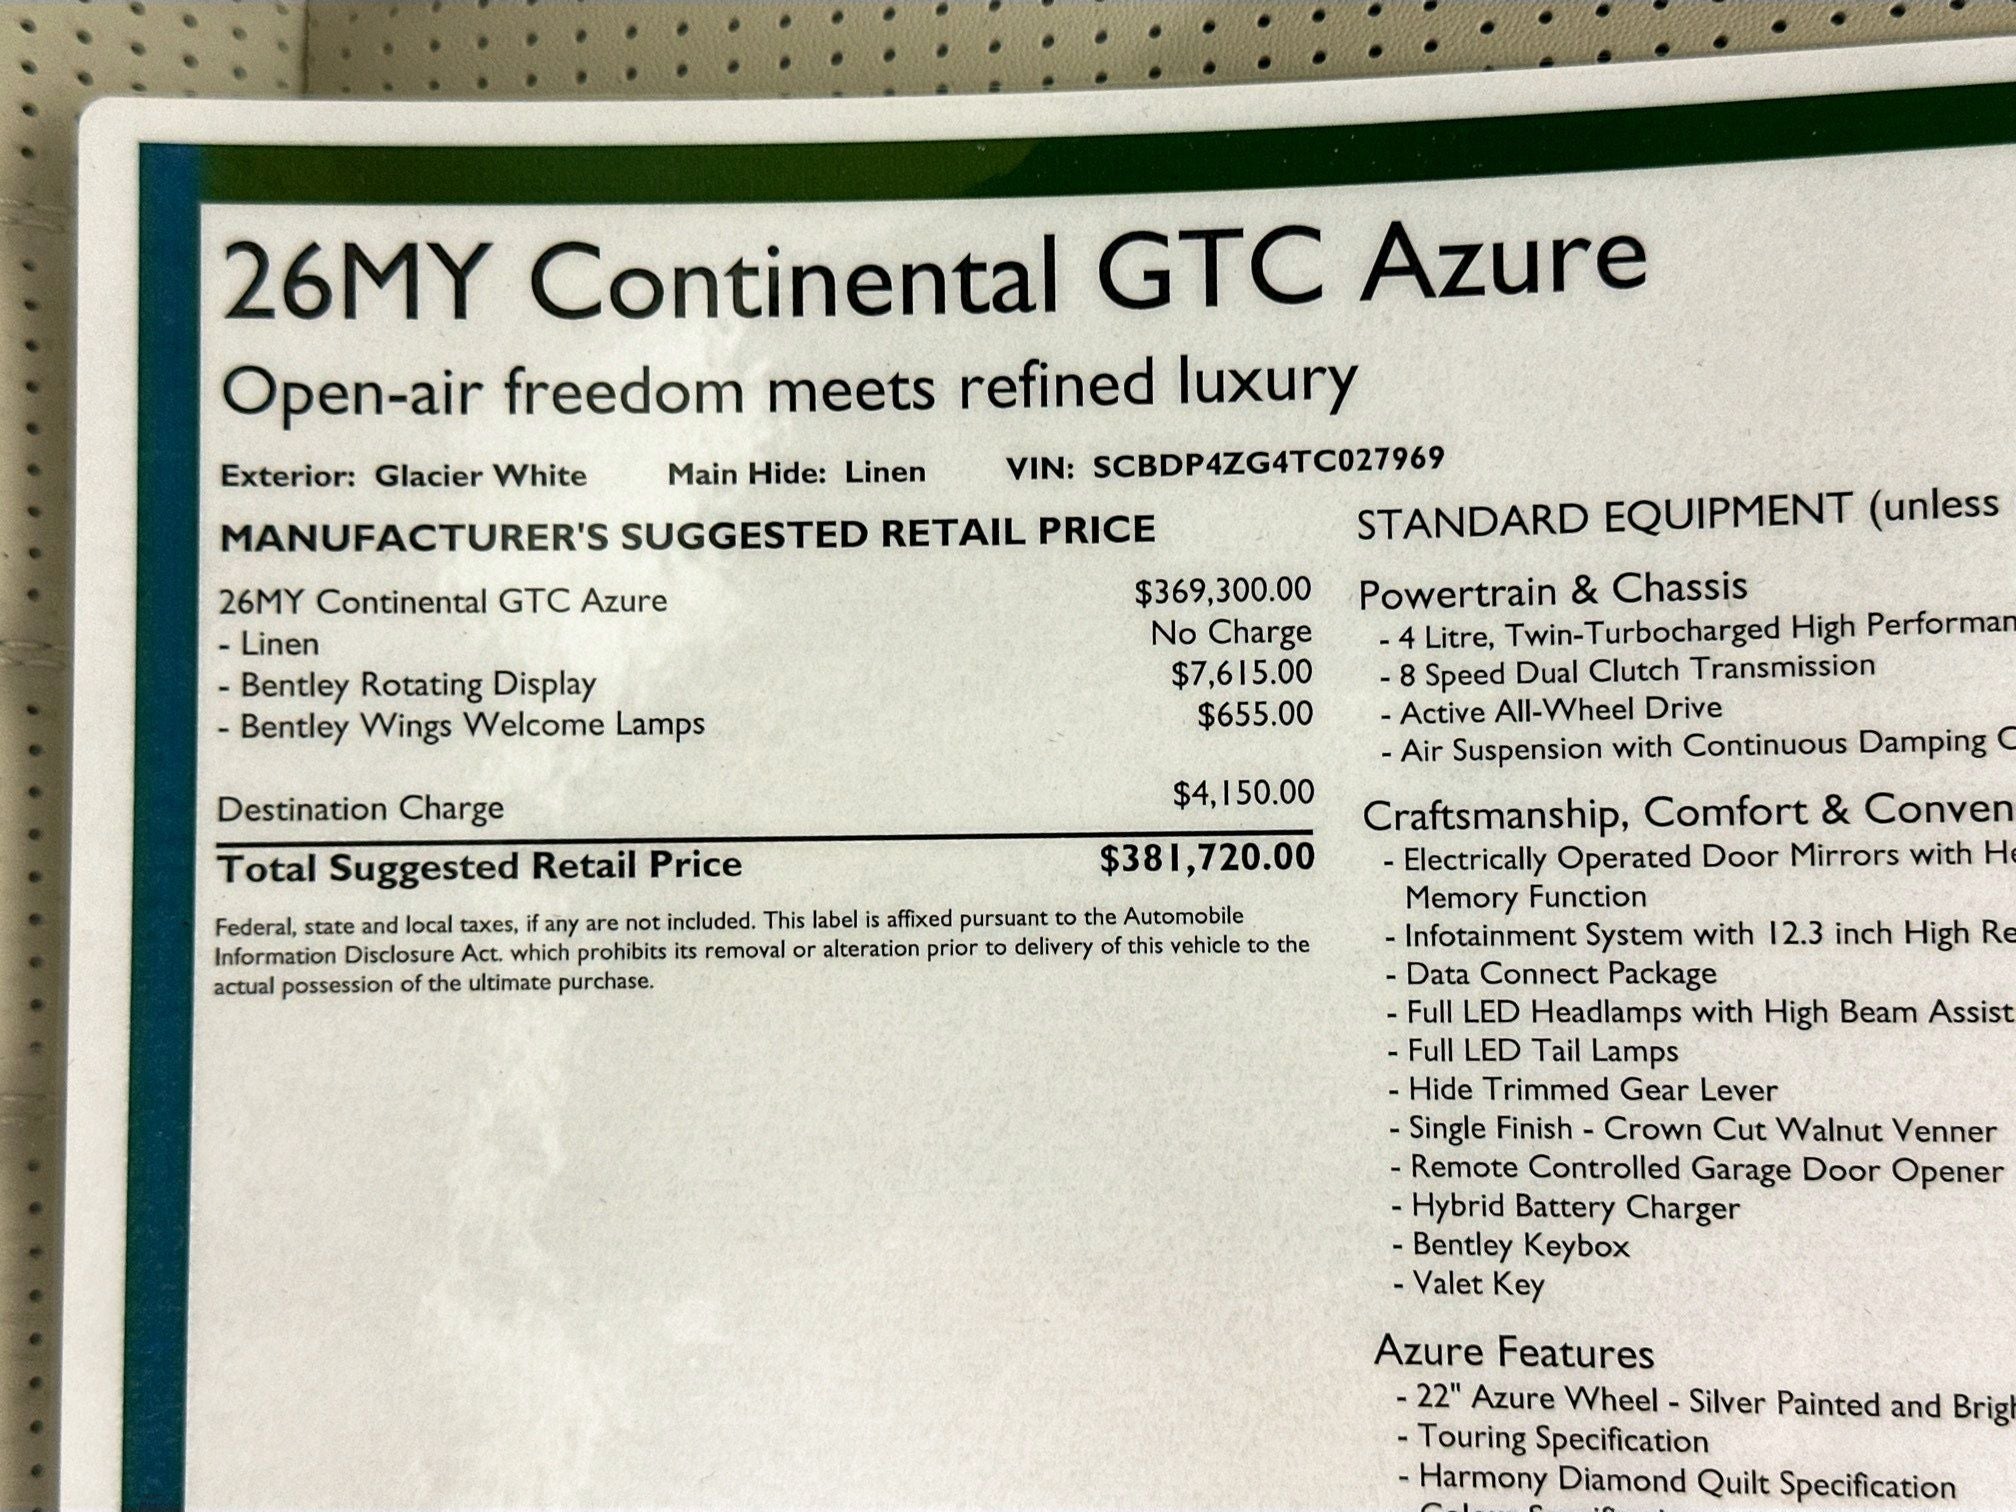 26MY Continental GTC Azure
Open-air freedom meets refined luxury
Exterior: Glacier White Main Hide: Linen VIN: SCBDP4ZG4TC027969
MANUFACTURER'S SUGGESTED RETAIL PRICE
26MY Continental GTC Azure $369,300.00
- Linen No Charge
- Bentley Rotating Display $7,615.00
- Bentley Wings Welcome Lamps $655.00
Destination Charge $4,150.00
Total Suggested Retail Price $381,720.00
Federal, state and local taxes, if any are not included. This label is affixed pursuant to the Automobile
Information Disclosure Act. which prohibits its removal or alteration prior to delivery of this vehicle to the
actual possession of the ultimate purchase.
STANDARD EQUIPMENT (unless
Powertrain & Chassis
- 4 Litre, Twin-Turbocharged High
- 8 Speed Dual Clutch Transmission
- Active All-Wheel Drive
- Air Suspension with Continuous Damping
Craftsmanship, Comfort &
- Electrically Operated Door Mirrors with
Memory Function
- Infotainment System with 12.3 inch High
- Data Connect Package
- Full LED Headlamps with High Beam Assist
- Full LED Tail Lamps
- Hide Trimmed Gear Lever
- Single Finish - Crown Cut Walnut Venner
- Remote Controlled Garage Door Opener
- Hybrid Battery Charger
- Bentley Keybox
- Valet Key
Azure Features
- 22" Azure Wheel - Silver Painted and
- Touring Specification
- Harmony Diamond Quilt Specification